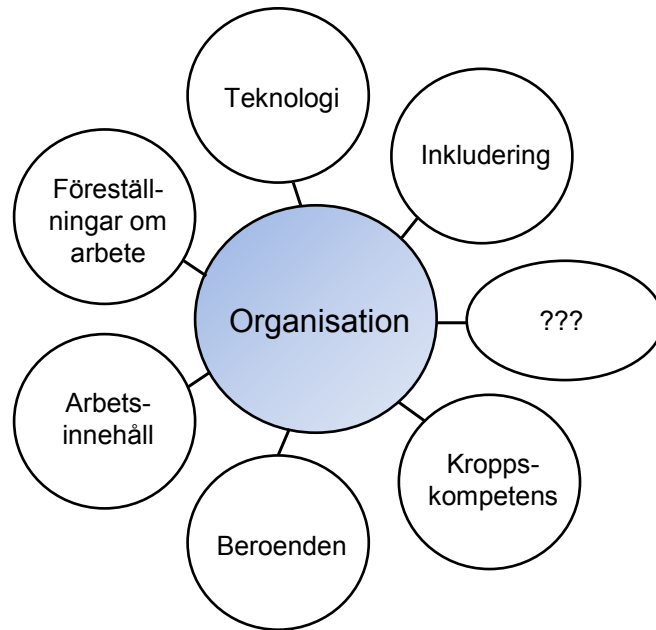 Teknologi
Inkludering
Föreställ-
ningar om
arbete
Organisation
???
Arbets-
innehåll
Kropps-
kompetens
Beroenden